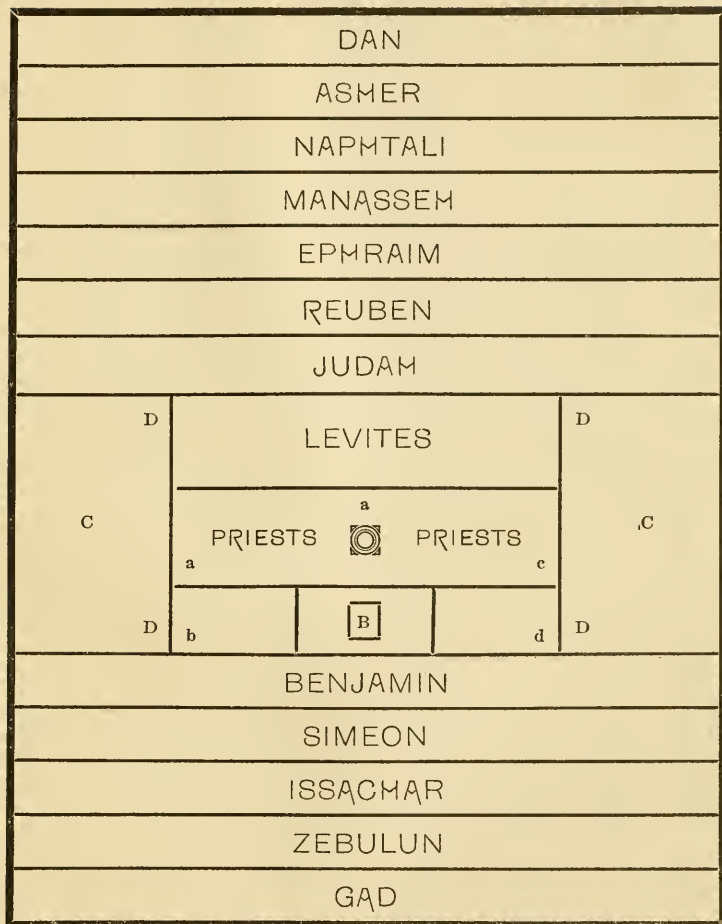 DAN
ASHER
NAPHTALI
MANASSEH
EPHRAIM
REUBEN
JUDAH
D D
LEVITES
a
C PRIESTS PRIESTS C
a c
B
D b d D
BENJAMIN
SIMEON
ISSACHAR
ZEBULUN
GAD